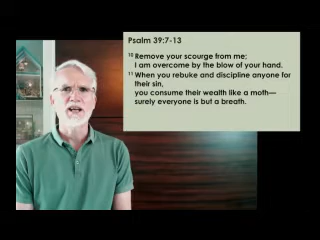 Psalm 39:7-13
10 Remove your scourge from me;
I am overcome by the blow of your hand.
11 When you rebuke and discipline anyone for
their sin,
you consume their wealth like a moth—
surely everyone is but a breath.